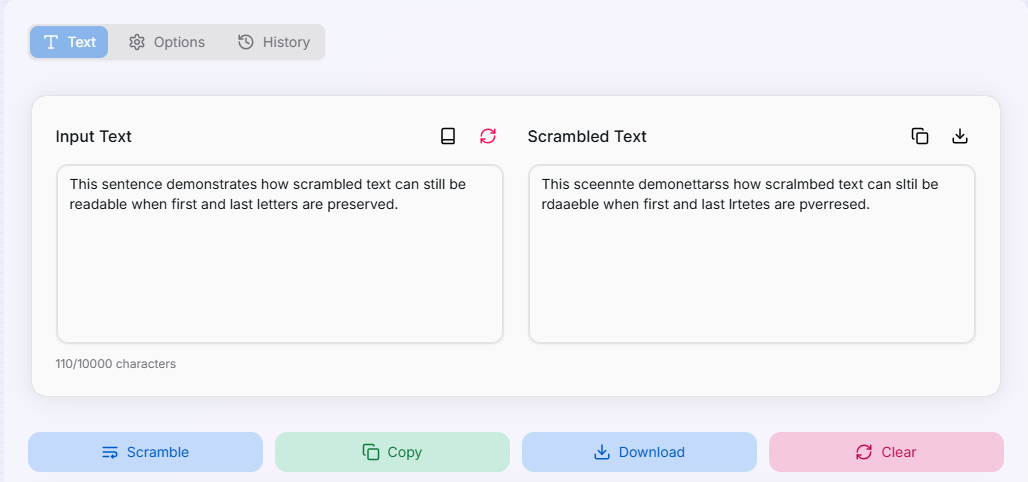 Text
Options
History
Input Text
Scrambled Text
This sentence demonstrates how scrambled text can still be
readable when first and last letters are preserved.
This sceennte demonettarss how scralmbed text can sltil be
rdaaeble when first and last lrtetes are pverresed.
110/10000 characters
Scramble
Copy
Download
Clear